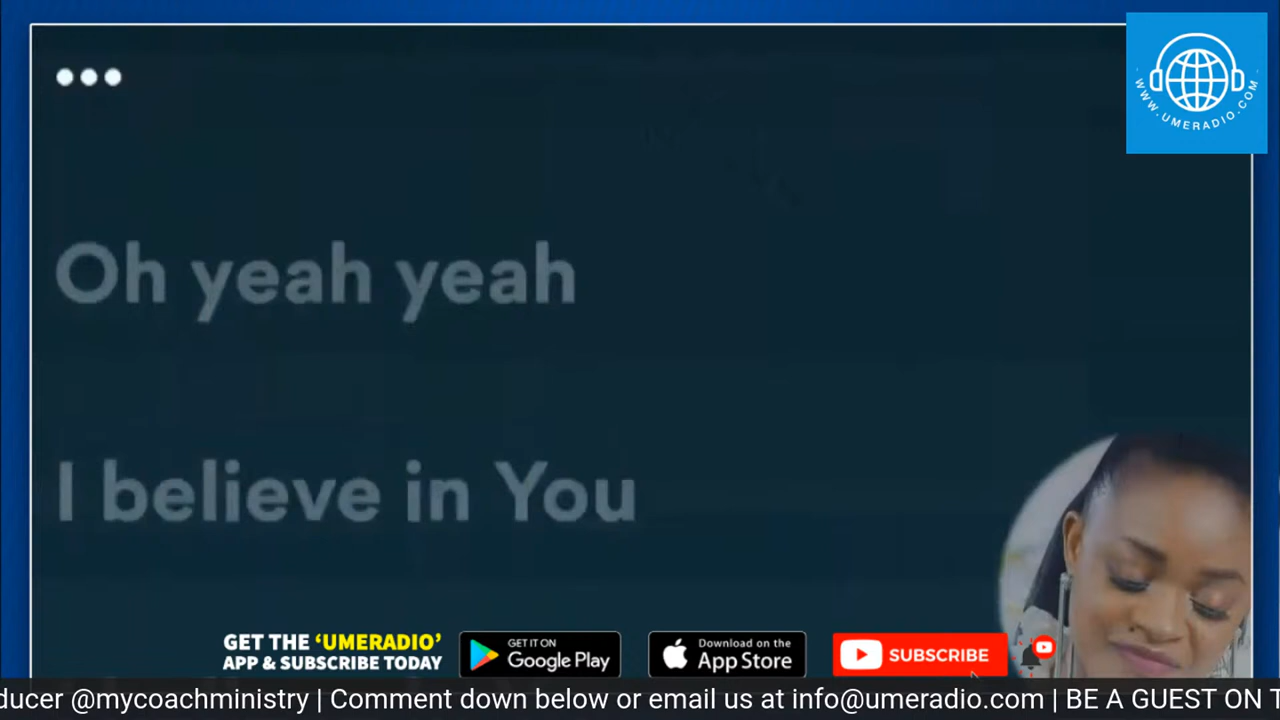 WWW.UMERADIO.COM
Oh yeah yeah
I believe in You
GET THE ‘UMERADIO’
APP & SUBSCRIBE TODAY
GET IT ON
Google Play
Download on the
App Store
SUBSCRIBE
ducer @mycoachministry | Comment down below or email us at info@umeradio.com | BE A GUEST ON T